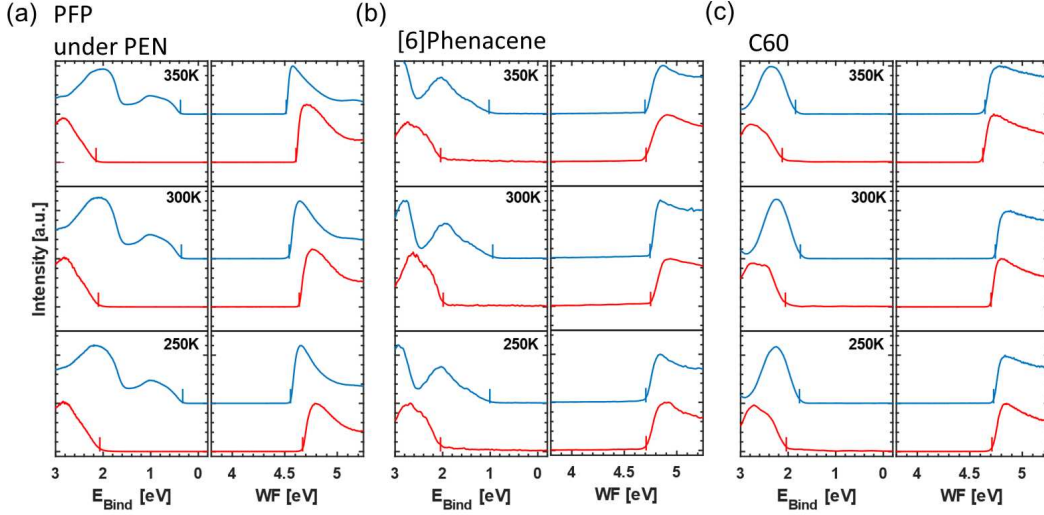 (a) PFP
under PEN
(b)
[6]Phenacene
(c)
C60
Intensity [a.u.]
350K
300K
250K
3 2 1 0
4 4.5 5
E_Bind [eV] WF [eV]
350K
300K
250K
3 2 1 0
4 4.5 5
E_Bind [eV] WF [eV]
350K
300K
250K
3 2 1 0
4 4.5 5
E_Bind [eV] WF [eV]